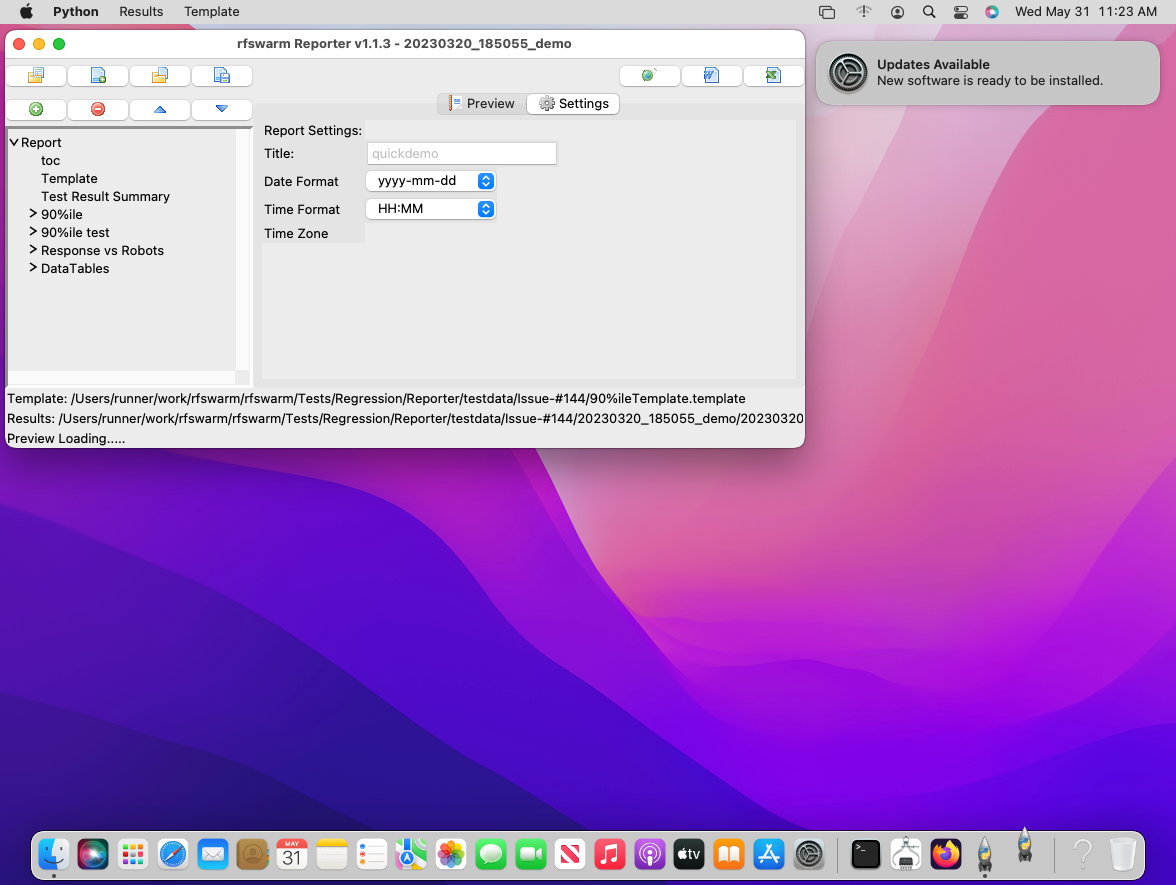 Python Results Template Wed May 31 11:23 AM
rfswarm Reporter v1.1.3 - 20230320_185055_demo
Updates Available
New software is ready to be installed.
Preview Settings
Report
toc
Template
Test Result Summary
90%ile
90%ile test
Response vs Robots
DataTables
Report Settings:
Title: quickdemo
Date Format yyyy-mm-dd
Time Format HH:MM
Time Zone
Template: /Users/runner/work/rfswarm/rfswarm/Tests/Regression/Reporter/testdata/Issue-#144/90%ileTemplate.template
Results: /Users/runner/work/rfswarm/rfswarm/Tests/Regression/Reporter/testdata/Issue-#144/20230320_185055_demo/20230320
Preview Loading.....
MAY
31
tv